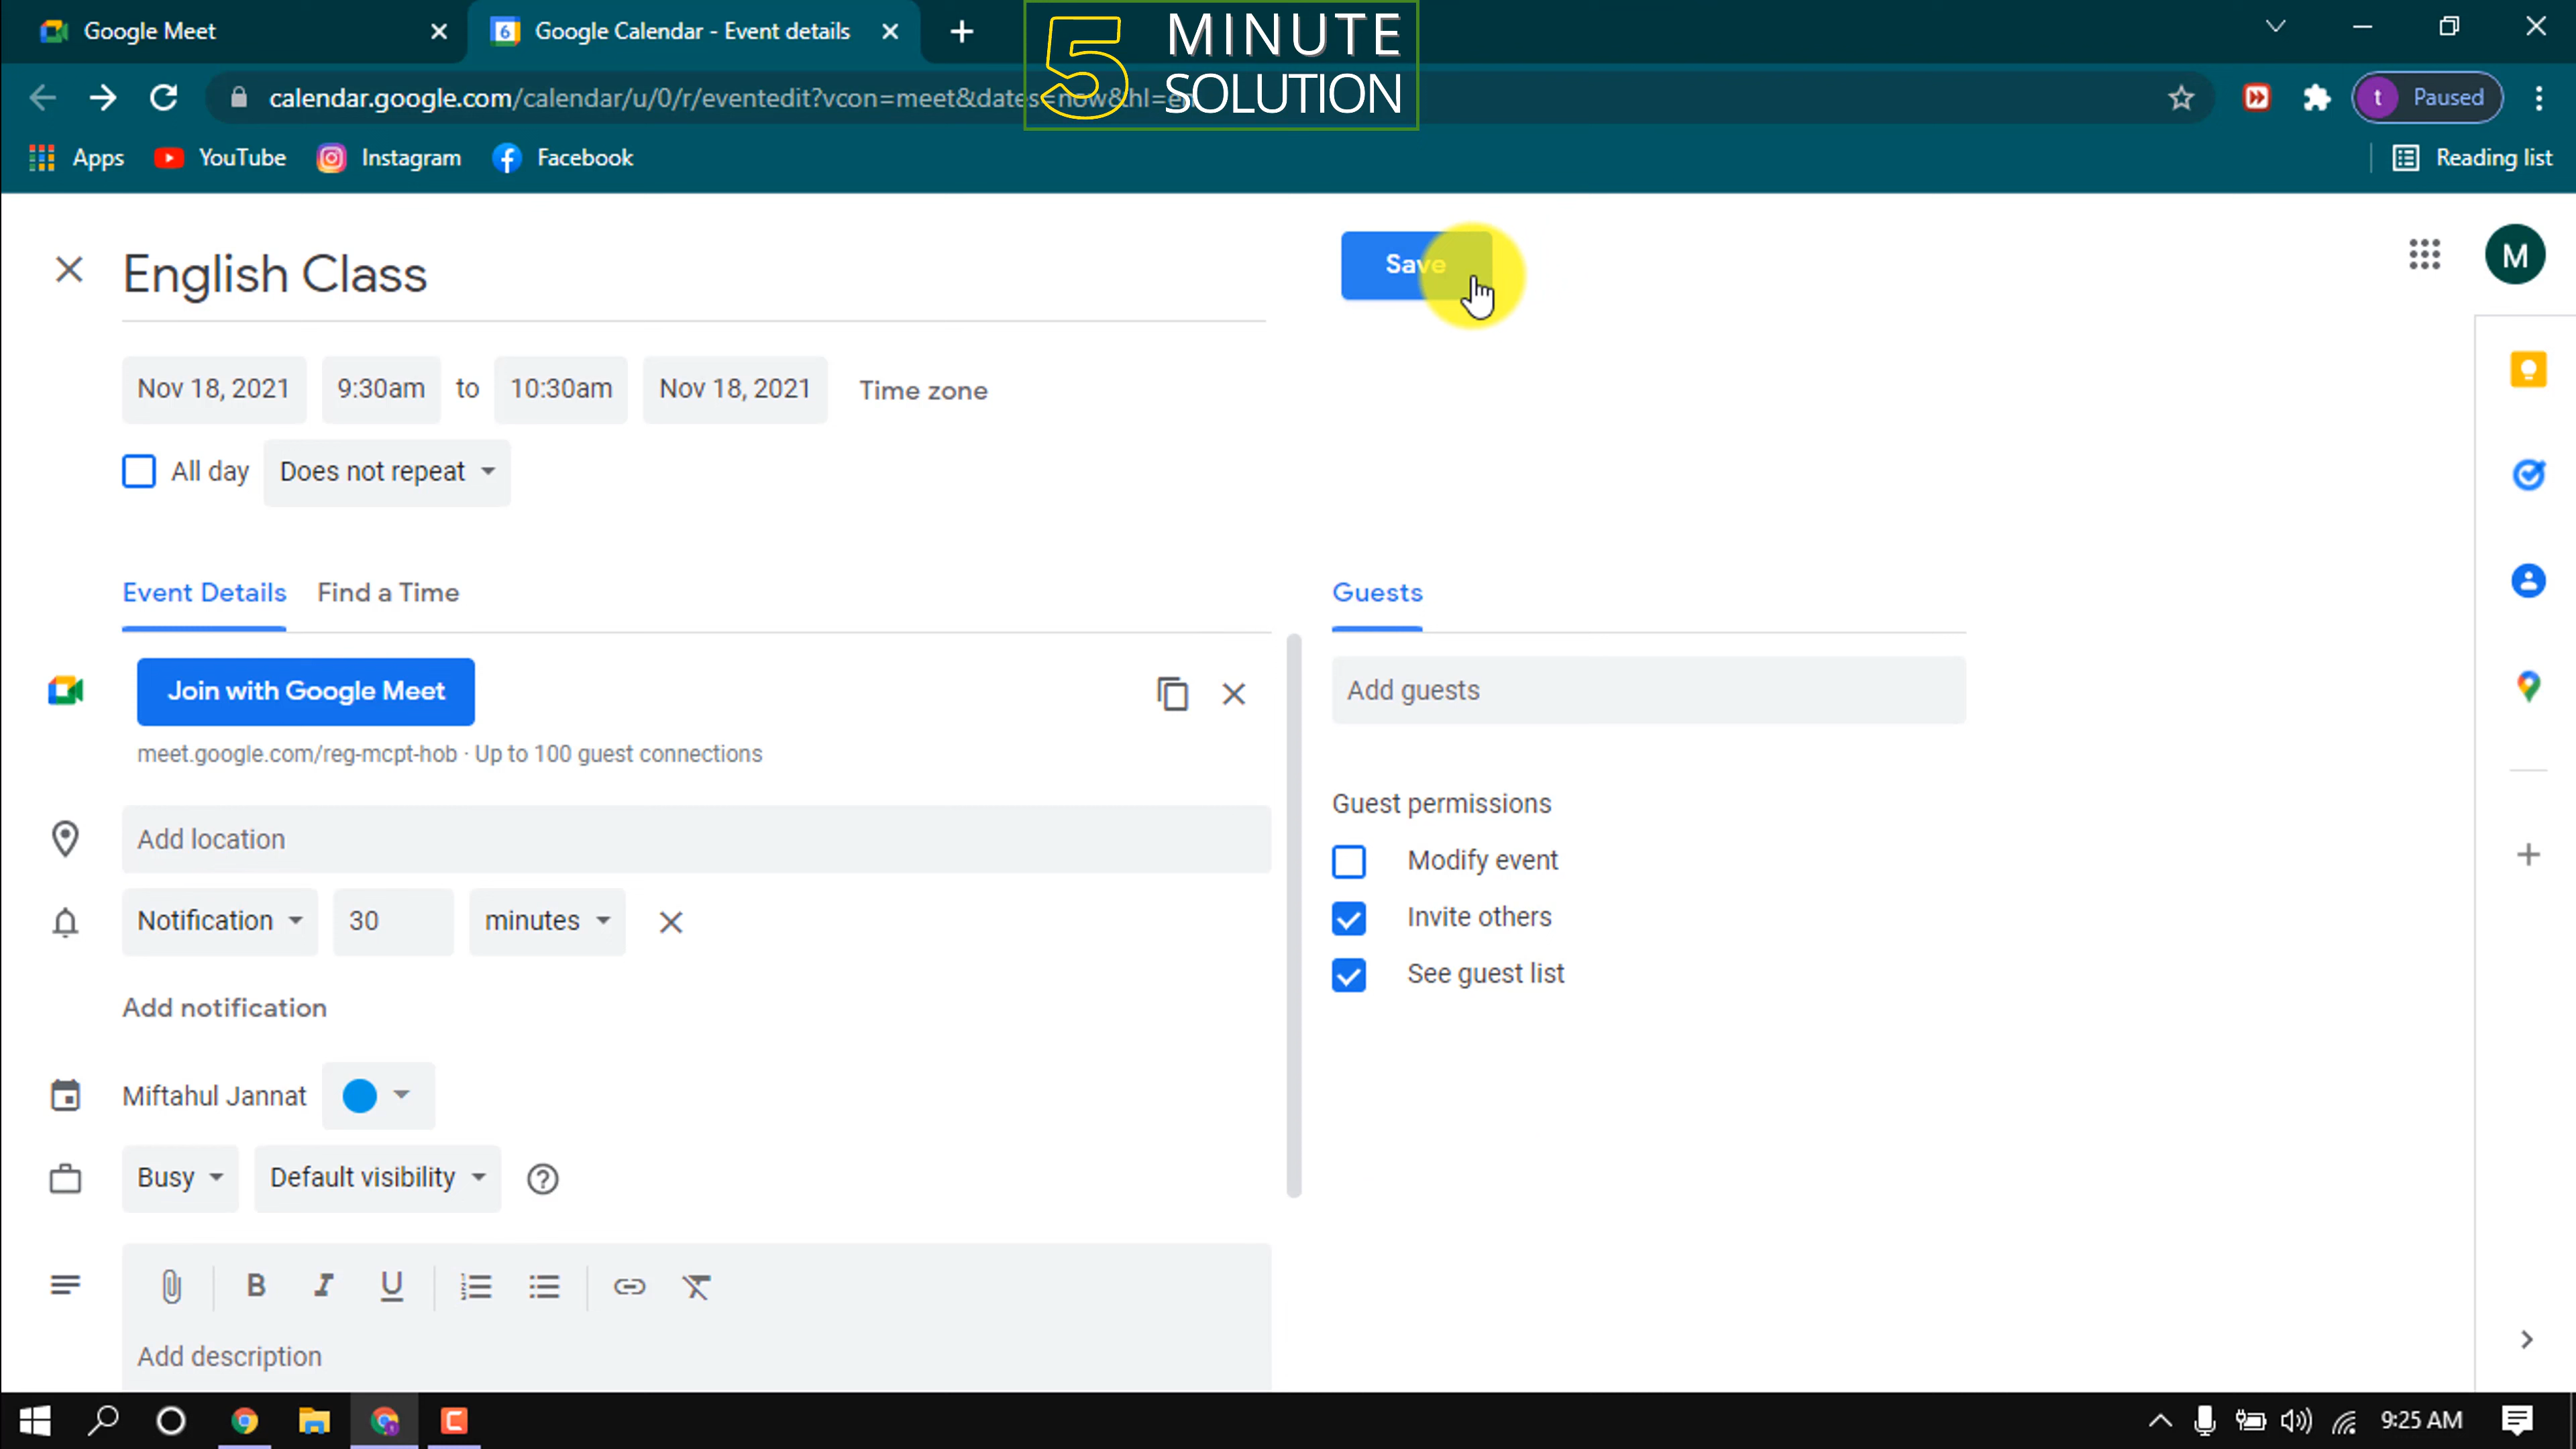 Google Meet
Google Calendar - Event details
5 MINUTE SOLUTION
calendar.google.com/calendar/u/0/r/eventedit?vcon=meet&dates=now&hl=en
t Paused
Apps YouTube Instagram Facebook Reading list
English Class
Save
M
Nov 18, 2021 9:30am to 10:30am Nov 18, 2021 Time zone
All day Does not repeat
Event Details Find a Time
Guests
Join with Google Meet
Add guests
meet.google.com/reg-mcpt-hob · Up to 100 guest connections
Guest permissions
Add location
Modify event
Notification 30 minutes
Invite others
See guest list
Add notification
Miftahul Jannat
Busy Default visibility
B I U
Add description
9:25 AM